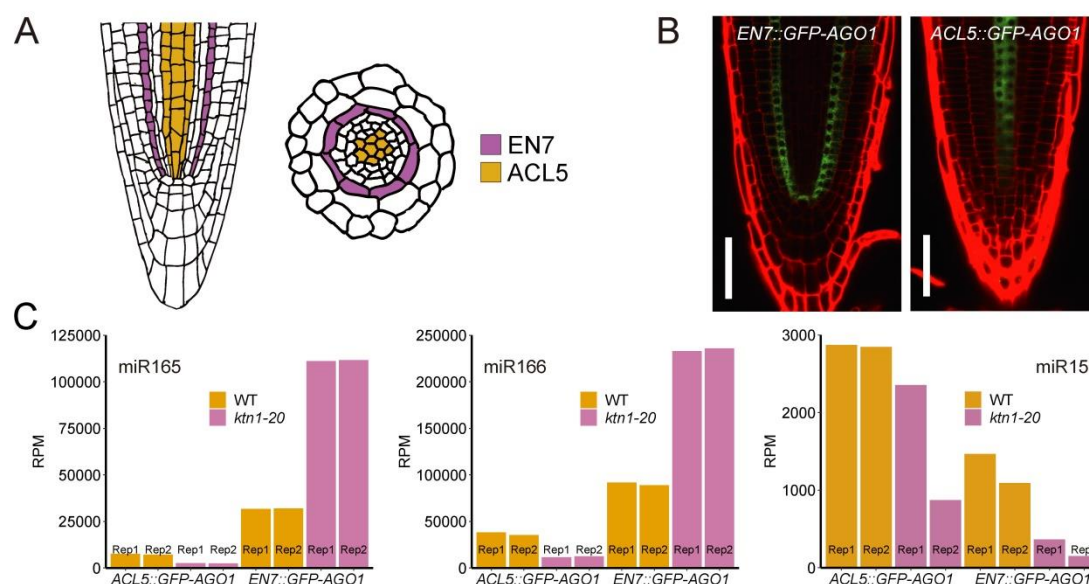 A
EN7
ACL5
B
EN7::GFP-AGO1
ACL5::GFP-AGO1
C
125000
100000
75000
50000
25000
0
RPM
miR165
WT
ktn1-20
Rep1 Rep2 Rep1 Rep2 Rep1 Rep2 Rep1 Rep2
ACL5::GFP-AGO1 EN7::GFP-AGO1
250000
200000
150000
100000
50000
0
RPM
miR166
WT
ktn1-20
Rep1 Rep2 Rep1 Rep2 Rep1 Rep2 Rep1 Rep2
ACL5::GFP-AGO1 EN7::GFP-AGO1
3000
2000
1000
0
RPM
miR15
WT
ktn1-20
Rep1 Rep2 Rep1 Rep2 Rep1 Rep2 Rep1
ACL5::GFP-AGO1 EN7::GFP-AGO1